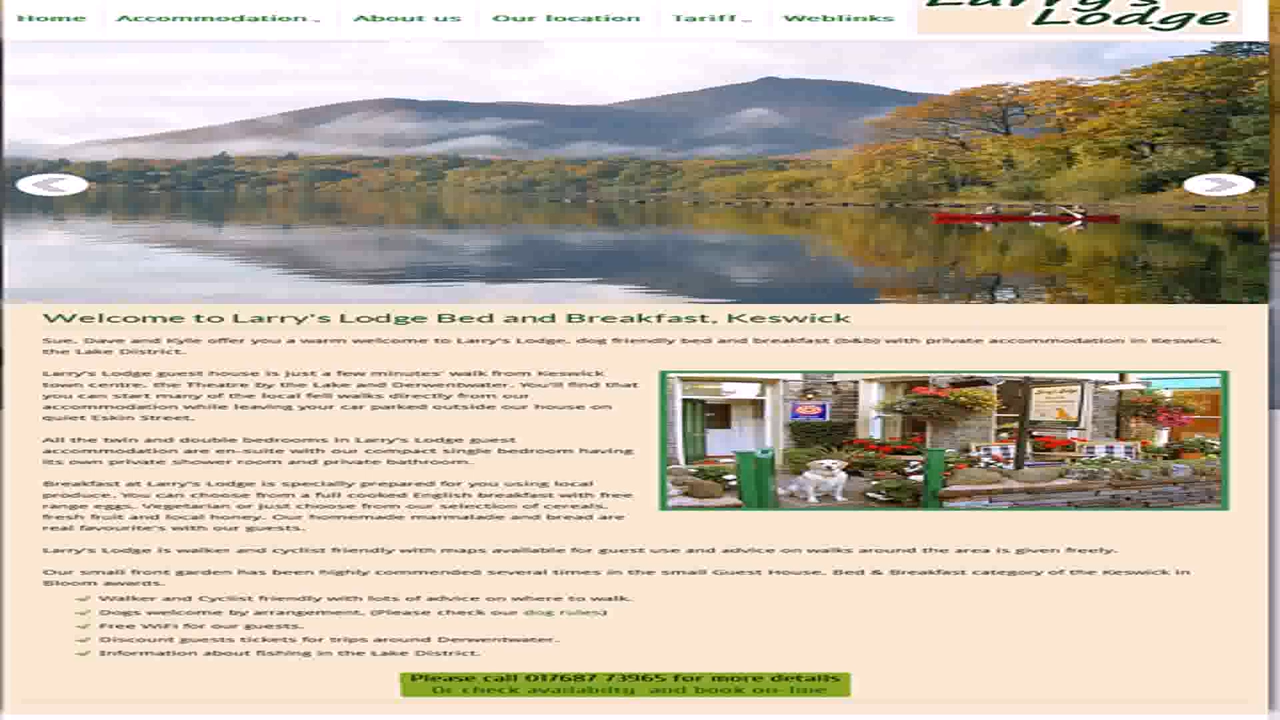 Home Accommodation About us Our location Tariff Weblinks
Larry's
Lodge
Welcome to Larry's Lodge Bed and Breakfast, Keswick
Sue, Dave and Kyle offer you a warm welcome to Larry's Lodge, dog friendly bed and breakfast (b&b) with private accommodation in Keswick,
the Lake District.
Larry's Lodge guest house is just a few minutes' walk from Keswick
town centre, the Theatre by the Lake and Derwentwater. You'll find that
you can start many of the local fell walks directly from our
accommodation while leaving your car parked outside our house on
quiet Eskin Street.
All the twin and double bedrooms in Larry's Lodge guest
accommodation are en-suite with our compact single bedroom having
its own private shower room and private bathroom.
Breakfast at Larry's Lodge is specially prepared for you using local
produce. You can choose from a full cooked English breakfast with free
range eggs, Vegetarian or just choose from our selection of cereals,
fresh fruit and local honey. Our homemade marmalade and bread are
real favourite's with our guests.
Larry's Lodge is walker and cyclist friendly with maps available for guest use and advice on walks around the area is given freely.
Our small front garden has been highly commended several times in the small Guest House, Bed & Breakfast category of the Keswick in
Bloom awards.
Walker and Cyclist friendly with lots of advice on where to walk.
Dogs welcome by arrangement. (Please check our dog rules)
Free WiFi for our guests.
Discount guests tickets for trips around Derwentwater.
Information about fishing in the Lake District.
Please call 017687 73965 for more details
Or check availability and book on-line